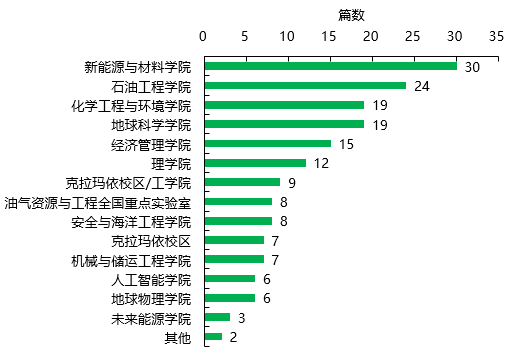 篇数
0 5 10 15 20 25 30 35
新能源与材料学院 30
石油工程学院 24
化学工程与环境学院 19
地球科学学院 19
经济管理学院 15
理学院 12
克拉玛依校区/工学院 9
油气资源与工程全国重点实验室 8
安全与海洋工程学院 8
克拉玛依校区 7
机械与储运工程学院 7
人工智能学院 6
地球物理学院 6
未来能源学院 3
其他 2